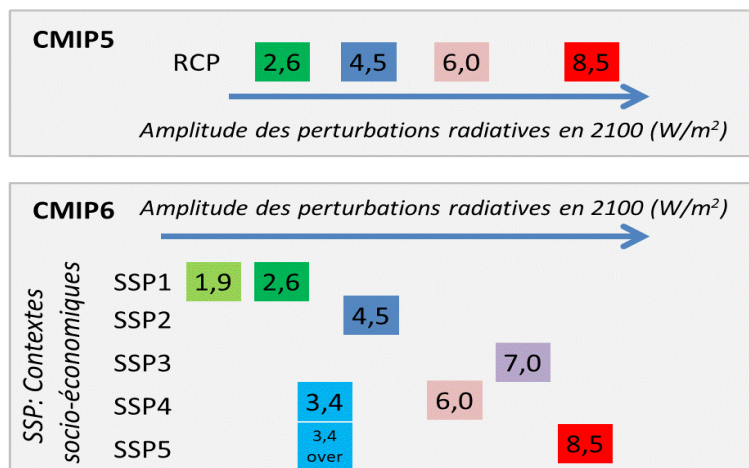 CMIP5
RCP 2,6 4,5 6,0 8,5
Amplitude des perturbations radiatives en 2100 (W/m²)
CMIP6 Amplitude des perturbations radiatives en 2100 (W/m²)
SSP: Contextes
socio-économiques
SSP1 1,9 2,6
SSP2 4,5
SSP3 7,0
SSP4 3,4 6,0
SSP5 3,4 8,5
over